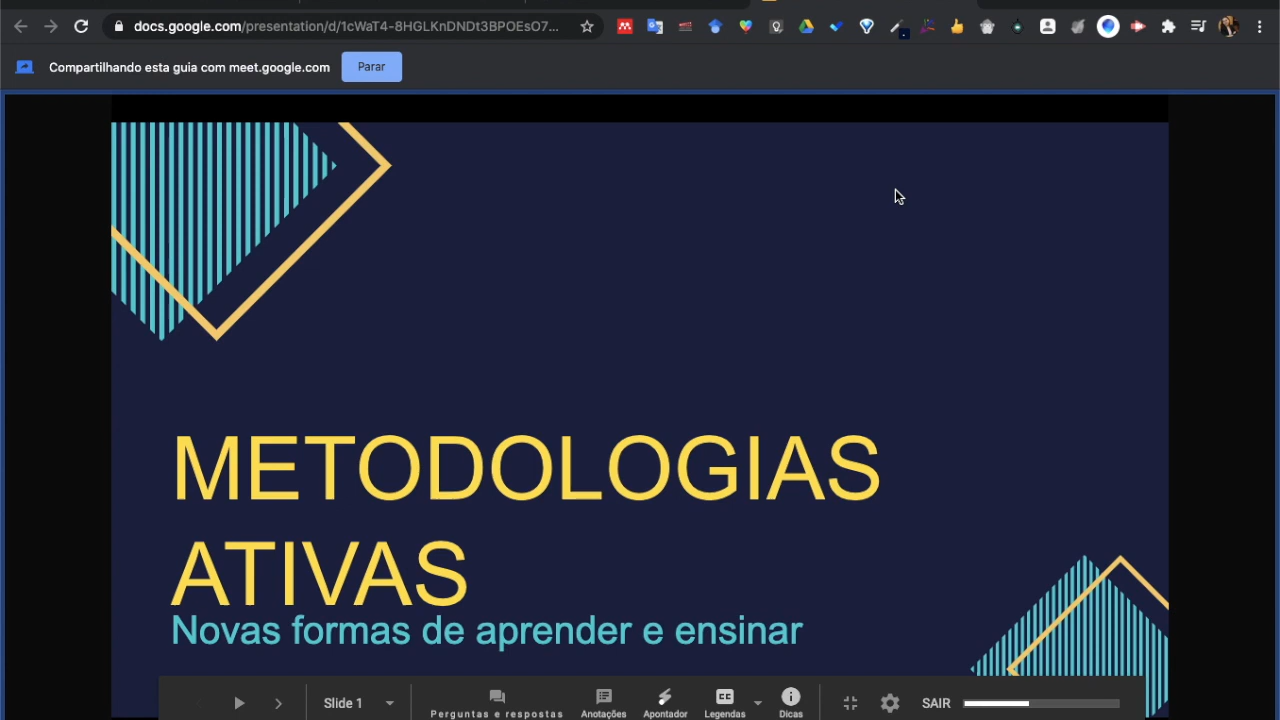 docs.google.com/presentation/d/1cWaT4-8HGLKnDNDt3BPOEsO7...
Compartilhando esta guia com meet.google.com
Parar
METODOLOGIAS
ATIVAS
Novas formas de aprender e ensinar
Slide 1
Perguntas e respostas
Anotações
Apontador
Legendas
Dicas
SAIR